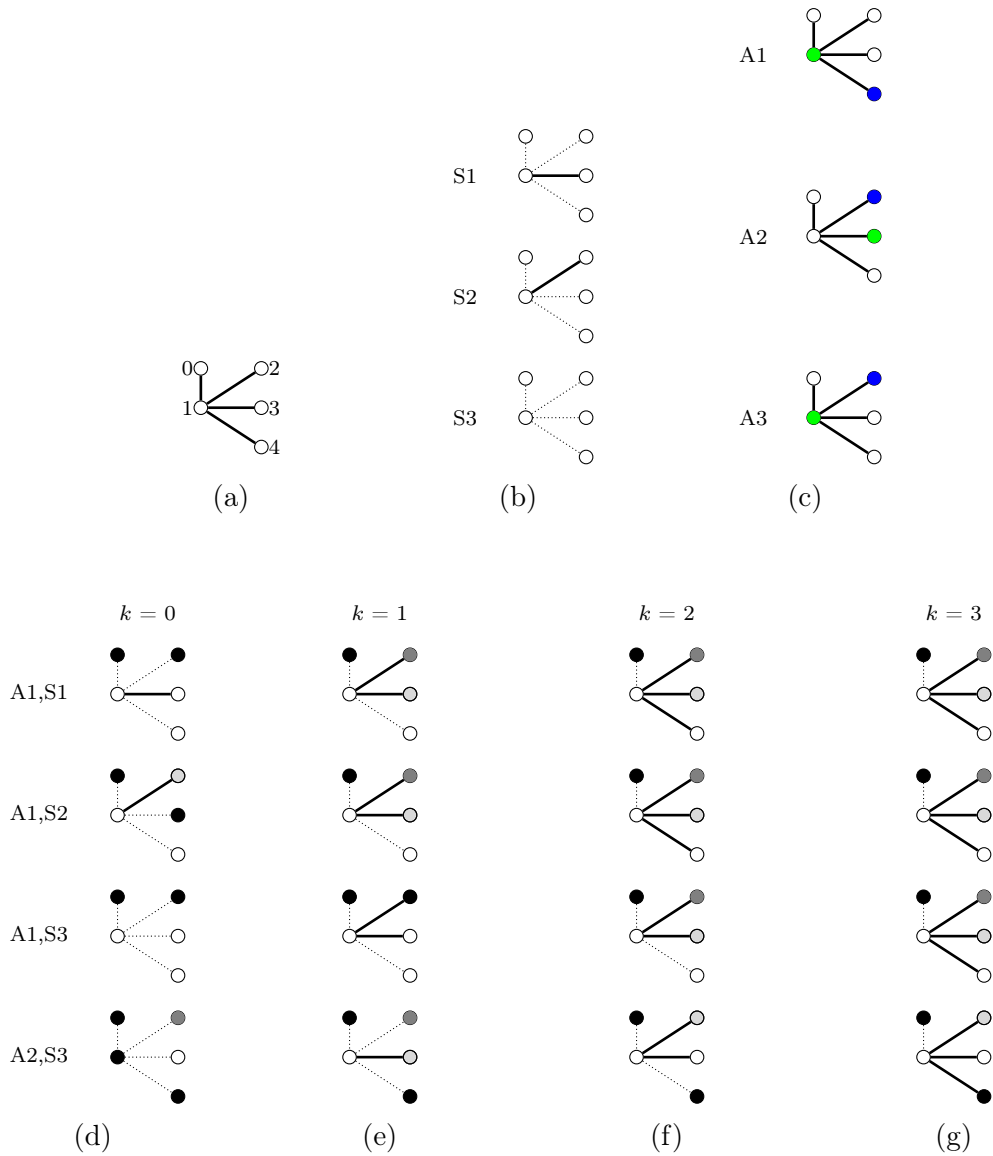 A1
S1
A2
S2
0 2
1 3
4
S3
A3
(a) (b) (c)
k = 0 k = 1 k = 2 k = 3
A1,S1
A1,S2
A1,S3
A2,S3
(d) (e) (f) (g)